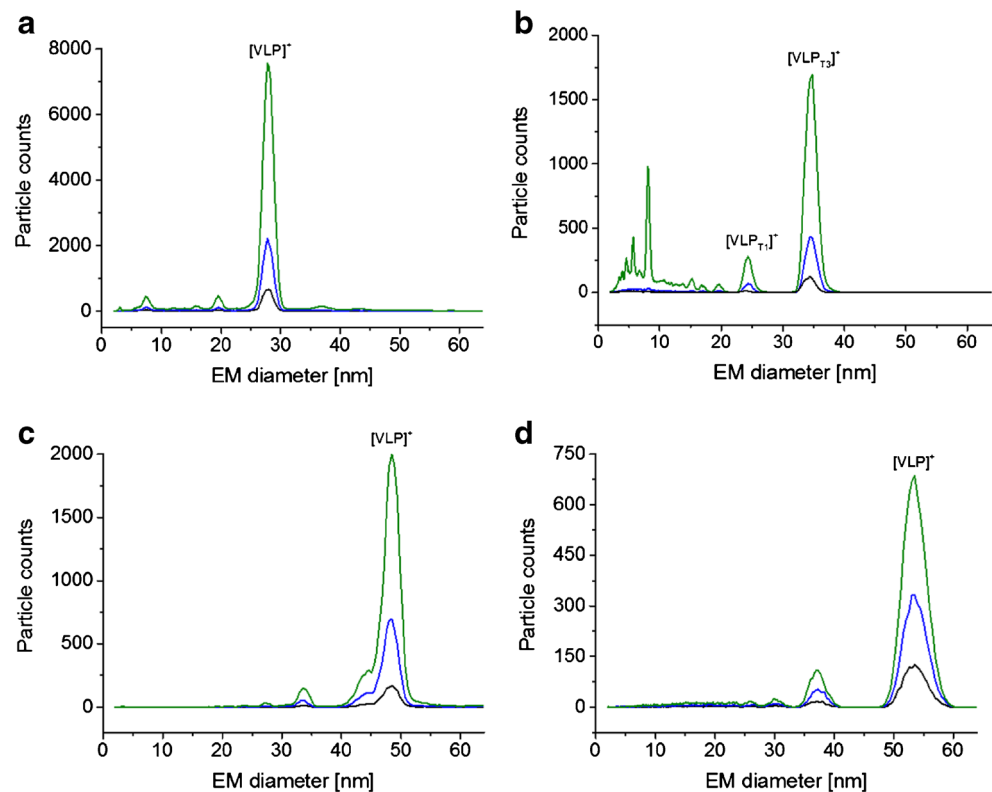 a
[VLP]⁺
8000
6000
4000
2000
0
Particle counts
0 10 20 30 40 50 60
EM diameter [nm]
b
[VLP_T3]⁺
[VLP_T1]⁺
2000
1500
1000
500
0
Particle counts
0 10 20 30 40 50 60
EM diameter [nm]
c
[VLP]⁺
2000
1500
1000
500
0
Particle counts
0 10 20 30 40 50 60
EM diameter [nm]
d
[VLP]⁺
750
600
450
300
150
0
Particle counts
0 10 20 30 40 50 60
EM diameter [nm]